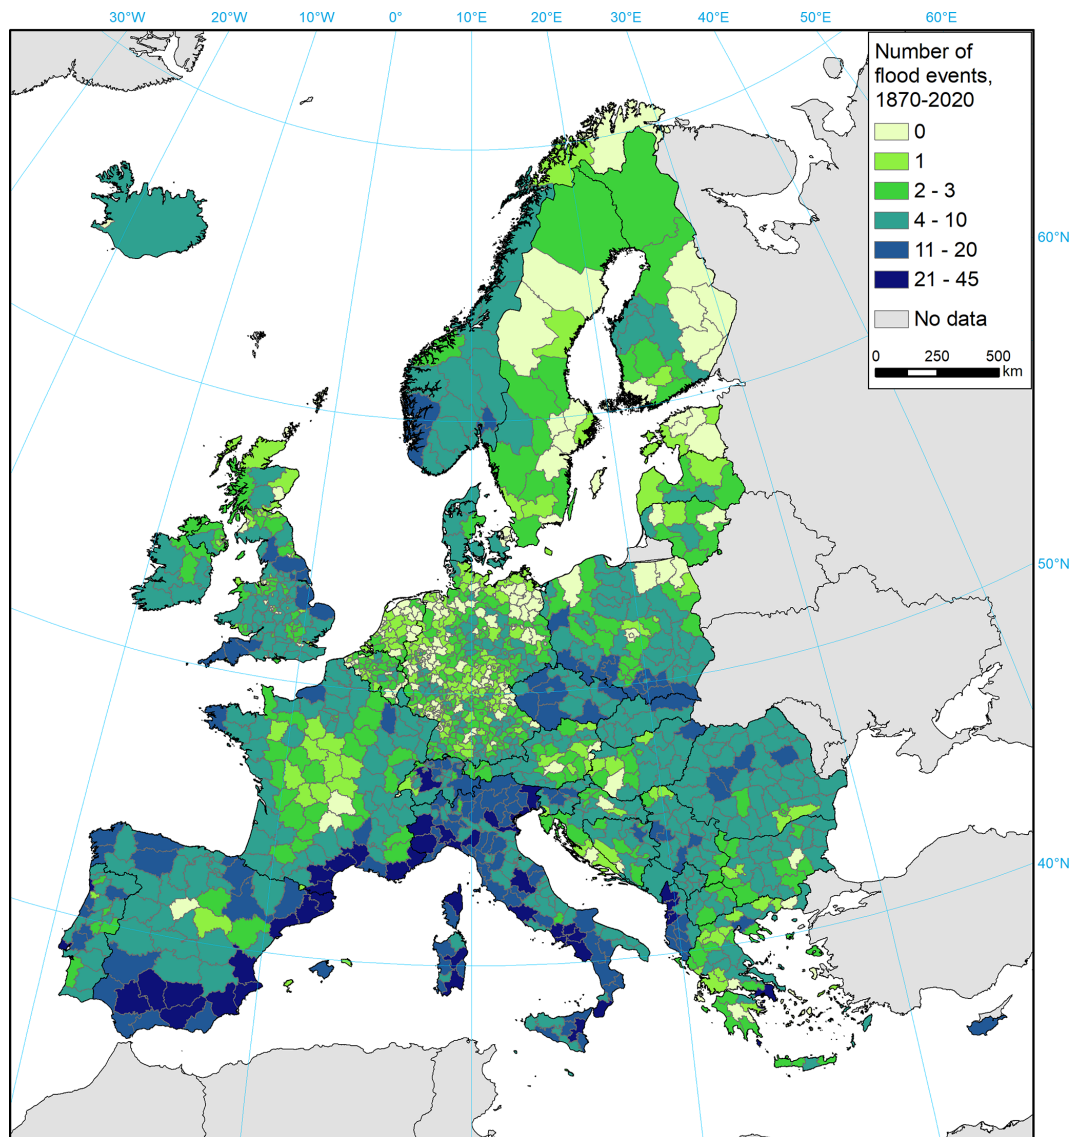 30°W 20°W 10°W 0° 10°E 20°E 30°E 40°E 50°E 60°E
Number of
flood events,
1870-2020
0
1
2 - 3
4 - 10
11 - 20
21 - 45
No data
0 250 500
km
60°N
50°N
40°N